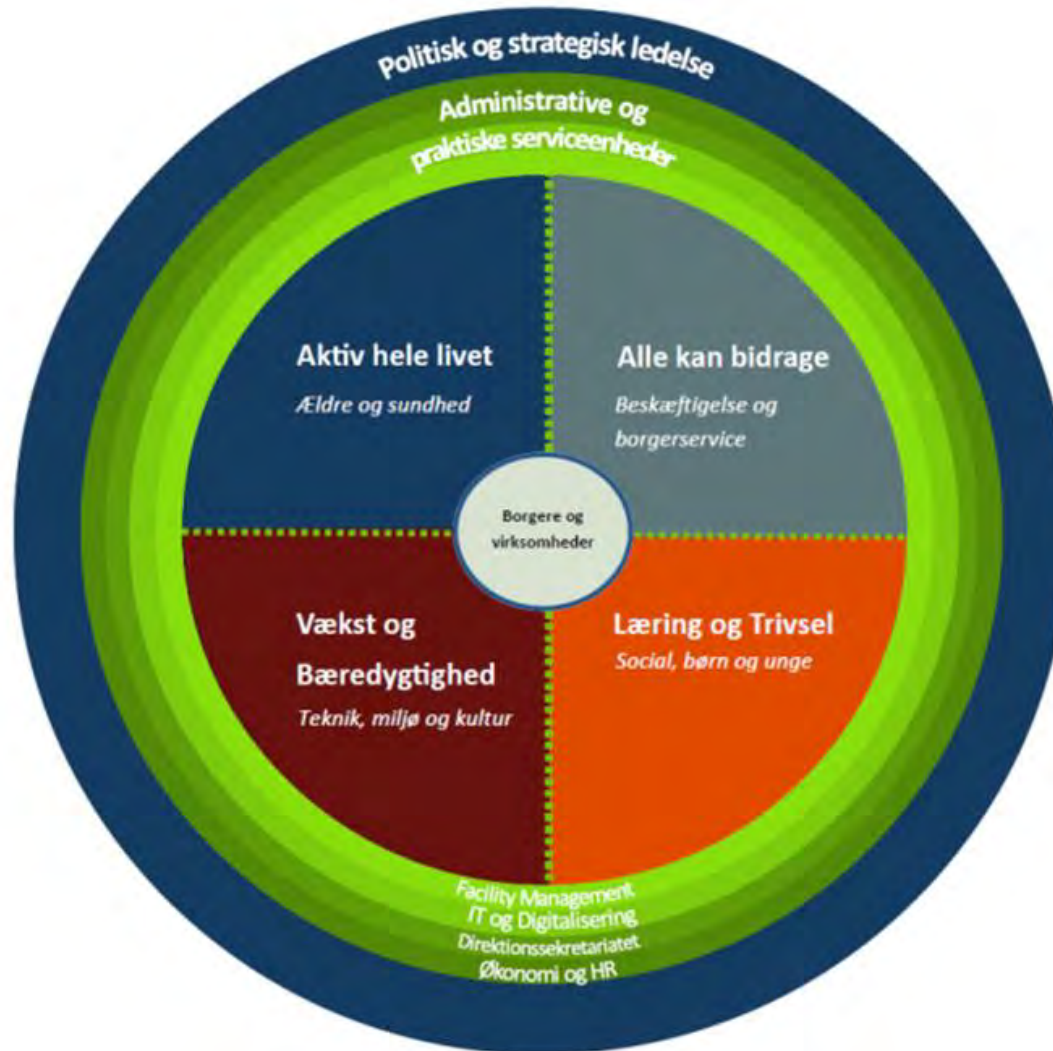 Politisk og strategisk ledelse
Administrative og
praktiske serviceenheder
Aktiv hele livet
Ældre og sundhed
Alle kan bidrage
Beskæftigelse og
borgerservice
Borgere og
virksomheder
Vækst og
Bæredygtighed
Teknik, miljø og kultur
Læring og Trivsel
Social, børn og unge
Facility Management
IT og Digitalisering
Direktionssekretariatet
Økonomi og HR